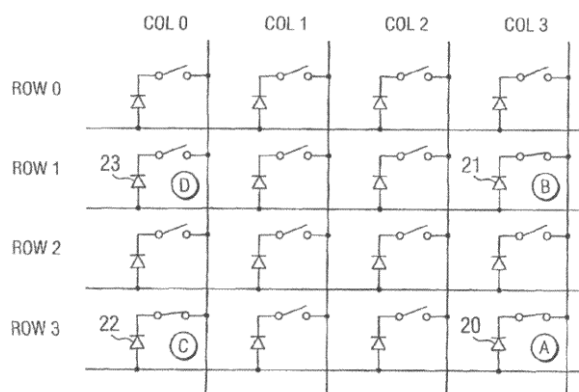 COL 0 COL 1 COL 2 COL 3
ROW 0
ROW 1 23 D 21 B
ROW 2
ROW 3 22 C 20 A